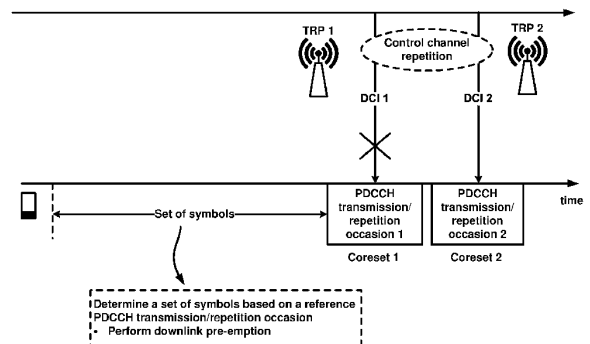 TRP 1
TRP 2
Control channel
repetition
DCI 1
DCI 2
PDCCH
transmission/
repetition
occasion 1
PDCCH
transmission/
repetition
occasion 2
time
Set of symbols
Coreset 1
Coreset 2
Determine a set of symbols based on a reference
PDCCH transmission/repetition occasion
• Perform downlink pre-emption